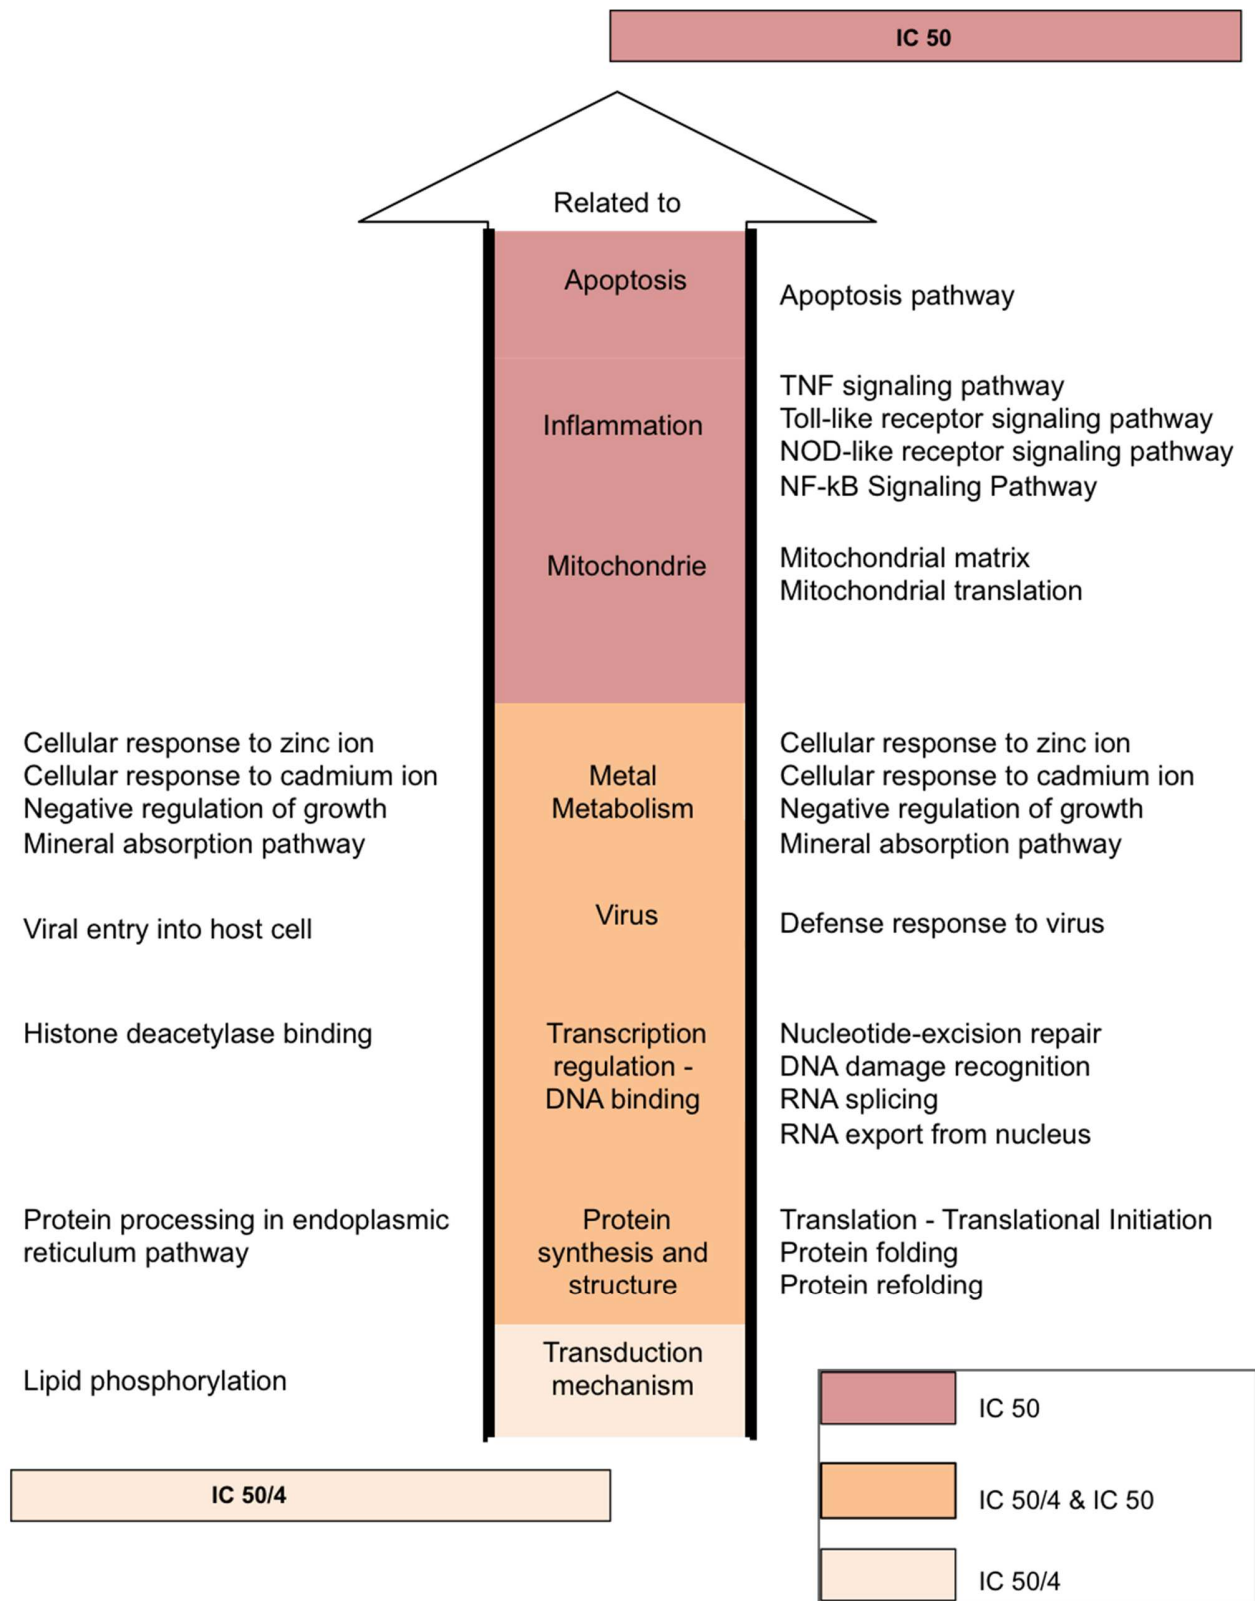 IC 50
Related to
Apoptosis
Apoptosis pathway
Inflammation
TNF signaling pathway
Toll-like receptor signaling pathway
NOD-like receptor signaling pathway
NF-kB Signaling Pathway
Mitochondrie
Mitochondrial matrix
Mitochondrial translation
Cellular response to zinc ion
Cellular response to cadmium ion
Negative regulation of growth
Mineral absorption pathway
Metal
Metabolism
Cellular response to zinc ion
Cellular response to cadmium ion
Negative regulation of growth
Mineral absorption pathway
Viral entry into host cell
Virus
Defense response to virus
Histone deacetylase binding
Transcription
regulation -
DNA binding
Nucleotide-excision repair
DNA damage recognition
RNA splicing
RNA export from nucleus
Protein processing in endoplasmic
reticulum pathway
Protein
synthesis and
structure
Translation - Translational Initiation
Protein folding
Protein refolding
Lipid phosphorylation
Transduction
mechanism
IC 50/4
IC 50
IC 50/4 & IC 50
IC 50/4